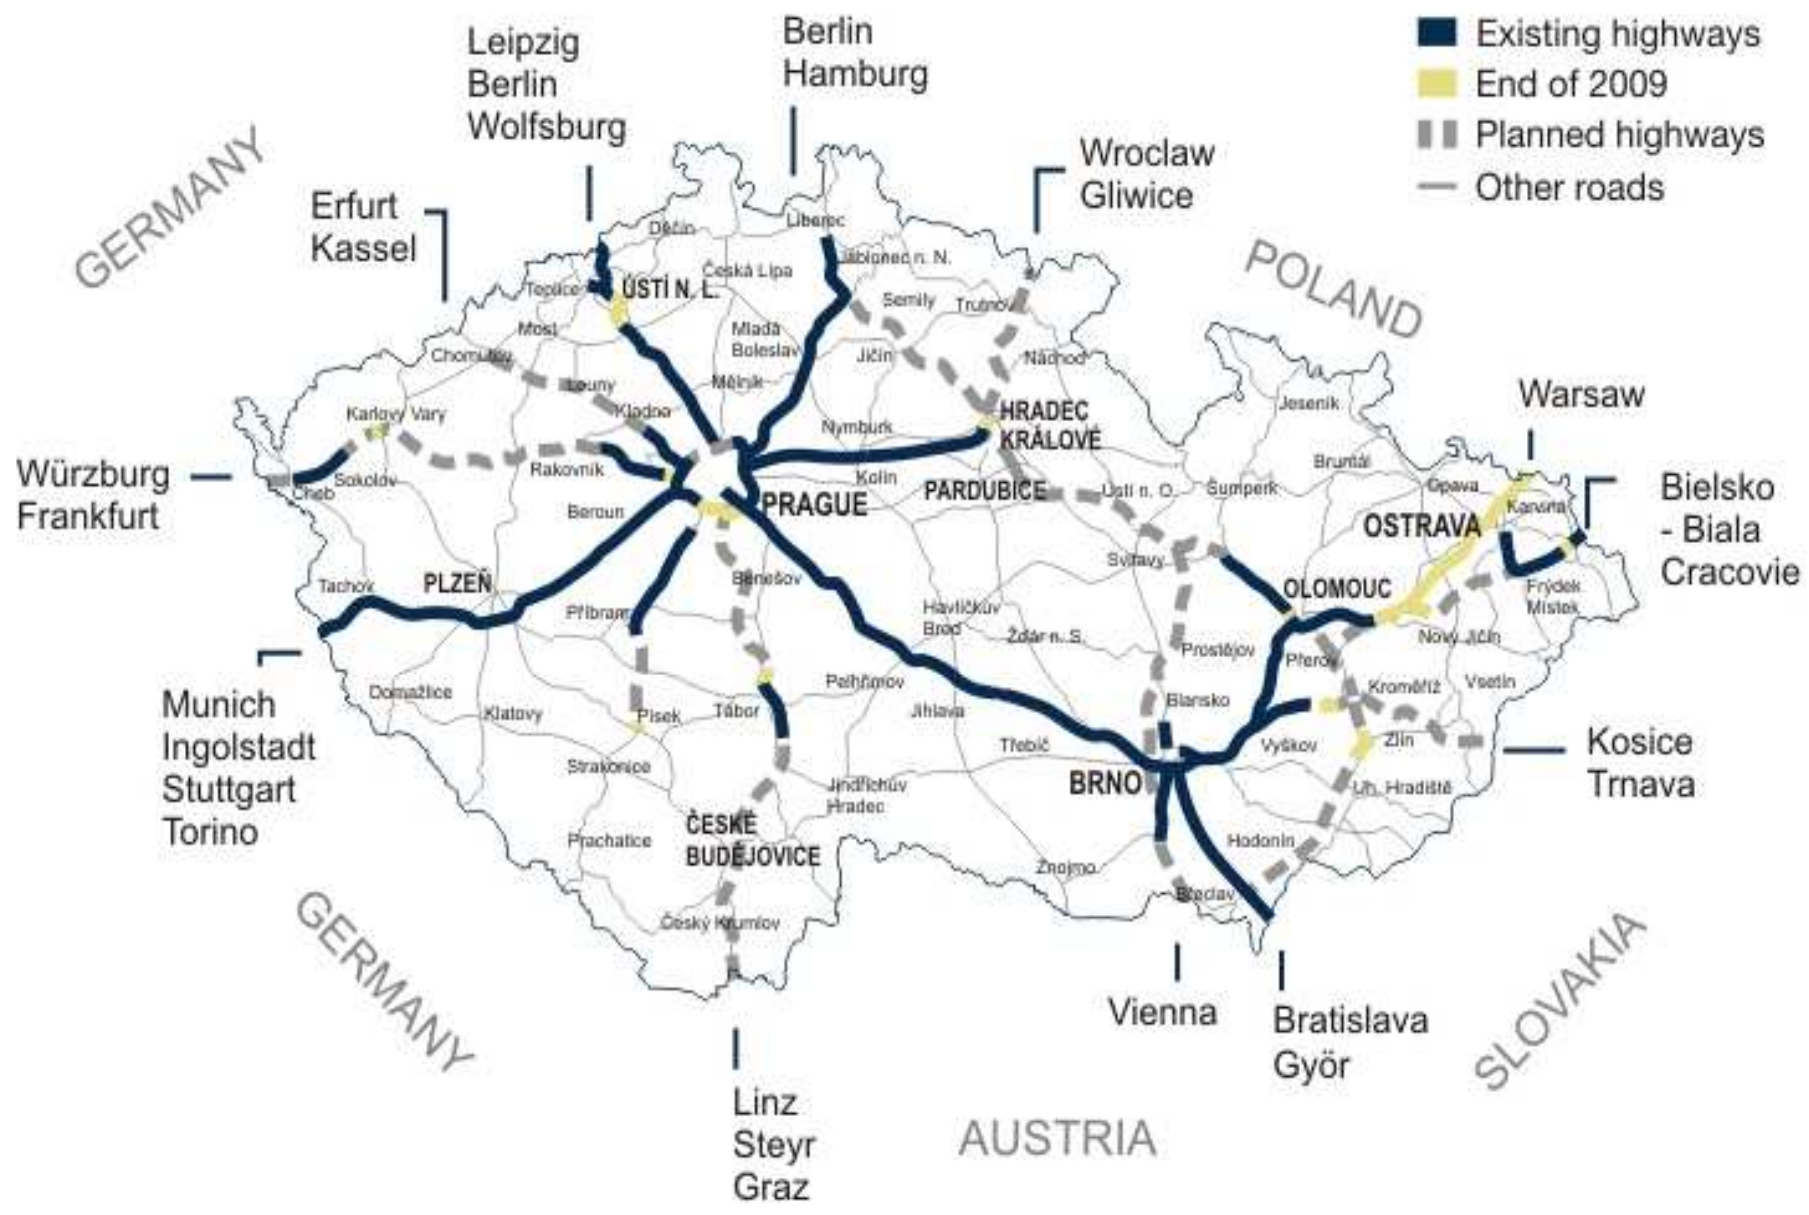 Leipzig
Berlin
Wolfsburg
Berlin
Hamburg
Existing highways
End of 2009
Planned highways
Other roads
Wroclaw
Gliwice
GERMANY
Erfurt
Kassel
POLAND
Děčín
Liberec
Jablonec n. N.
Česká Lípa
Teplice
ÚSTÍ N. L.
Semily
Trutnov
Most
Mladá
Boleslav
Chomutov
Jičín
Náchod
Louny
Mělník
Warsaw
Karlovy Vary
Kladno
Nymburk
HRADEC
KRÁLOVÉ
Jeseník
Würzburg
Frankfurt
Cheb
Sokolov
Rakovník
Kolín
PARDUBICE
Ústí n. O.
Šumperk
Bruntál
Opava
Karviná
Bielsko
- Biala
Cracovie
Beroun
PRAGUE
OSTRAVA
Svitavy
Tachov
PLZEŇ
Benešov
OLOMOUC
Frýdek
Místek
Příbram
Havlíčkův
Brod
Žďár n. S.
Prostějov
Přerov
Nový Jičín
Munich
Ingolstadt
Stuttgart
Torino
Domažlice
Klatovy
Písek
Tábor
Pelhřimov
Jihlava
Blansko
Kroměříž
Vsetín
Třebíč
Vyškov
Zlín
Kosice
Trnava
Strakonice
Jindřichův
Hradec
BRNO
Uh. Hradiště
ČESKÉ
BUDĚJOVICE
Prachatice
Hodonín
Znojmo
Břeclav
Český Krumlov
GERMANY
Vienna
Bratislava
Györ
SLOVAKIA
Linz
Steyr
Graz
AUSTRIA